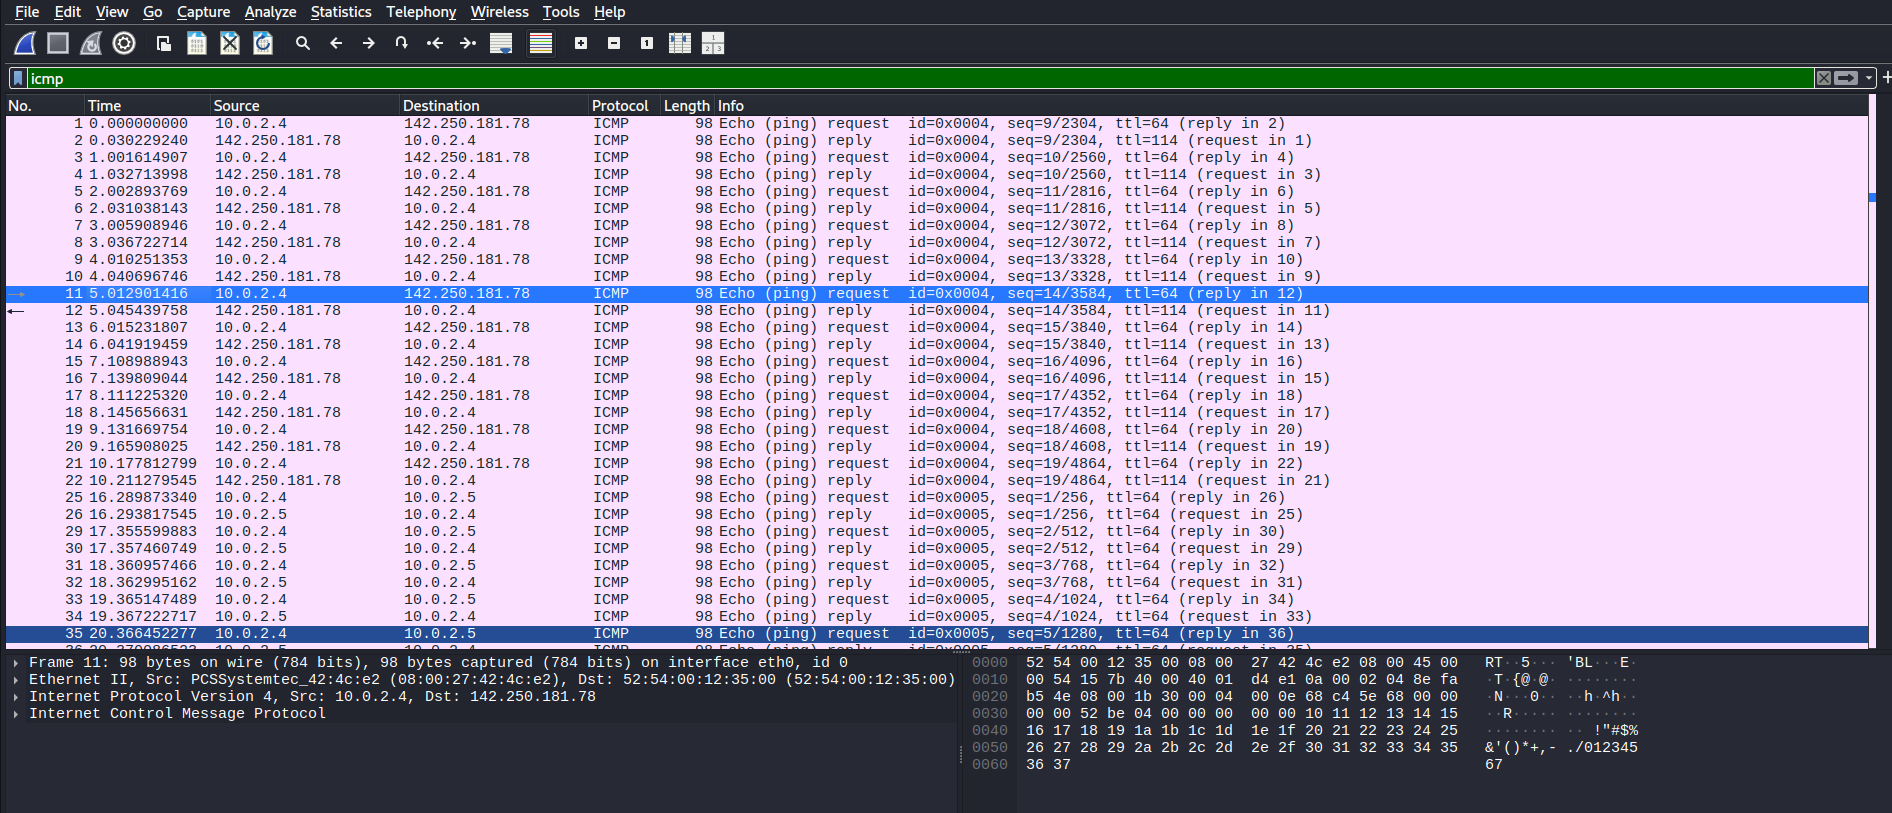 File Edit View Go Capture Analyze Statistics Telephony Wireless Tools Help
icmp
No. Time Source Destination Protocol Length Info
1 0.000000000 10.0.2.4 142.250.181.78 ICMP 98 Echo (ping) request id=0x0004, seq=9/2304, ttl=64 (reply in 2)
2 0.030229240 142.250.181.78 10.0.2.4 ICMP 98 Echo (ping) reply id=0x0004, seq=9/2304, ttl=114 (request in 1)
3 1.001614907 10.0.2.4 142.250.181.78 ICMP 98 Echo (ping) request id=0x0004, seq=10/2560, ttl=64 (reply in 4)
4 1.032713998 142.250.181.78 10.0.2.4 ICMP 98 Echo (ping) reply id=0x0004, seq=10/2560, ttl=114 (request in 3)
5 2.002893769 10.0.2.4 142.250.181.78 ICMP 98 Echo (ping) request id=0x0004, seq=11/2816, ttl=64 (reply in 6)
6 2.031038143 142.250.181.78 10.0.2.4 ICMP 98 Echo (ping) reply id=0x0004, seq=11/2816, ttl=114 (request in 5)
7 3.005908946 10.0.2.4 142.250.181.78 ICMP 98 Echo (ping) request id=0x0004, seq=12/3072, ttl=64 (reply in 8)
8 3.036722714 142.250.181.78 10.0.2.4 ICMP 98 Echo (ping) reply id=0x0004, seq=12/3072, ttl=114 (request in 7)
9 4.010251353 10.0.2.4 142.250.181.78 ICMP 98 Echo (ping) request id=0x0004, seq=13/3328, ttl=64 (reply in 10)
10 4.040696746 142.250.181.78 10.0.2.4 ICMP 98 Echo (ping) reply id=0x0004, seq=13/3328, ttl=114 (request in 9)
11 5.012901416 10.0.2.4 142.250.181.78 ICMP 98 Echo (ping) request id=0x0004, seq=14/3584, ttl=64 (reply in 12)
12 5.045439758 142.250.181.78 10.0.2.4 ICMP 98 Echo (ping) reply id=0x0004, seq=14/3584, ttl=114 (request in 11)
13 6.015231807 10.0.2.4 142.250.181.78 ICMP 98 Echo (ping) request id=0x0004, seq=15/3840, ttl=64 (reply in 14)
14 6.041919459 142.250.181.78 10.0.2.4 ICMP 98 Echo (ping) reply id=0x0004, seq=15/3840, ttl=114 (request in 13)
15 7.108988943 10.0.2.4 142.250.181.78 ICMP 98 Echo (ping) request id=0x0004, seq=16/4096, ttl=64 (reply in 16)
16 7.139809044 142.250.181.78 10.0.2.4 ICMP 98 Echo (ping) reply id=0x0004, seq=16/4096, ttl=114 (request in 15)
17 8.111225320 10.0.2.4 142.250.181.78 ICMP 98 Echo (ping) request id=0x0004, seq=17/4352, ttl=64 (reply in 18)
18 8.145656631 142.250.181.78 10.0.2.4 ICMP 98 Echo (ping) reply id=0x0004, seq=17/4352, ttl=114 (request in 17)
19 9.131669754 10.0.2.4 142.250.181.78 ICMP 98 Echo (ping) request id=0x0004, seq=18/4608, ttl=64 (reply in 20)
20 9.165908025 142.250.181.78 10.0.2.4 ICMP 98 Echo (ping) reply id=0x0004, seq=18/4608, ttl=114 (request in 19)
21 10.177812799 10.0.2.4 142.250.181.78 ICMP 98 Echo (ping) request id=0x0004, seq=19/4864, ttl=64 (reply in 22)
22 10.211279545 142.250.181.78 10.0.2.4 ICMP 98 Echo (ping) reply id=0x0004, seq=19/4864, ttl=114 (request in 21)
25 16.289873340 10.0.2.4 10.0.2.5 ICMP 98 Echo (ping) request id=0x0005, seq=1/256, ttl=64 (reply in 26)
26 16.293817545 10.0.2.5 10.0.2.4 ICMP 98 Echo (ping) reply id=0x0005, seq=1/256, ttl=64 (request in 25)
29 17.355599883 10.0.2.4 10.0.2.5 ICMP 98 Echo (ping) request id=0x0005, seq=2/512, ttl=64 (reply in 30)
30 17.357460749 10.0.2.5 10.0.2.4 ICMP 98 Echo (ping) reply id=0x0005, seq=2/512, ttl=64 (request in 29)
31 18.360957466 10.0.2.4 10.0.2.5 ICMP 98 Echo (ping) request id=0x0005, seq=3/768, ttl=64 (reply in 32)
32 18.362995162 10.0.2.5 10.0.2.4 ICMP 98 Echo (ping) reply id=0x0005, seq=3/768, ttl=64 (request in 31)
33 19.365147489 10.0.2.4 10.0.2.5 ICMP 98 Echo (ping) request id=0x0005, seq=4/1024, ttl=64 (reply in 34)
34 19.367222717 10.0.2.5 10.0.2.4 ICMP 98 Echo (ping) reply id=0x0005, seq=4/1024, ttl=64 (request in 33)
35 20.366452277 10.0.2.4 10.0.2.5 ICMP 98 Echo (ping) request id=0x0005, seq=5/1280, ttl=64 (reply in 36)
Frame 11: 98 bytes on wire (784 bits), 98 bytes captured (784 bits) on interface eth0, id 0
Ethernet II, Src: PCSSystemtec_42:4c:e2 (08:00:27:42:4c:e2), Dst: 52:54:00:12:35:00 (52:54:00:12:35:00)
Internet Protocol Version 4, Src: 10.0.2.4, Dst: 142.250.181.78
Internet Control Message Protocol
0000 52 54 00 12 35 00 08 00 27 42 4c e2 08 00 45 00 RT··5··· 'BL···E·
0010 00 54 15 7b 40 00 40 01 d4 e1 0a 00 02 04 8e fa ·T·{@·@· ········
0020 b5 4e 08 00 1b 30 00 04 00 0e 68 c4 5e 68 00 00 ·N···0·· ··h·^h··
0030 00 00 52 be 04 00 00 00 00 00 10 11 12 13 14 15 ··R····· ········
0040 16 17 18 19 1a 1b 1c 1d 1e 1f 20 21 22 23 24 25 ········ ·· !"#$%
0050 26 27 28 29 2a 2b 2c 2d 2e 2f 30 31 32 33 34 35 &'()*+,- ./012345
0060 36 37 67